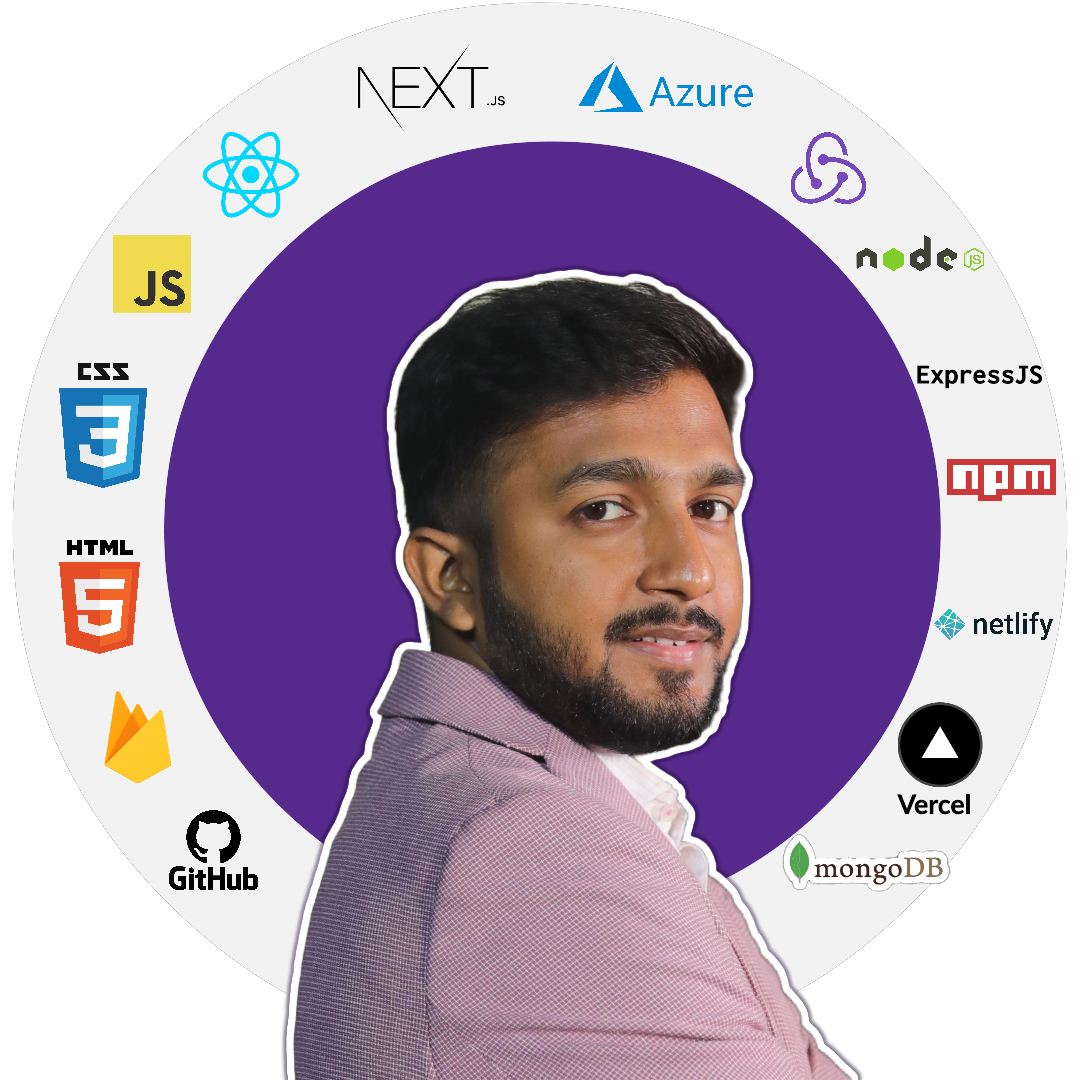 NEXT.JS
Azure
JS
node JS
CSS
3
ExpressJS
npm
HTML
5
netlify
Vercel
GitHub
mongoDB